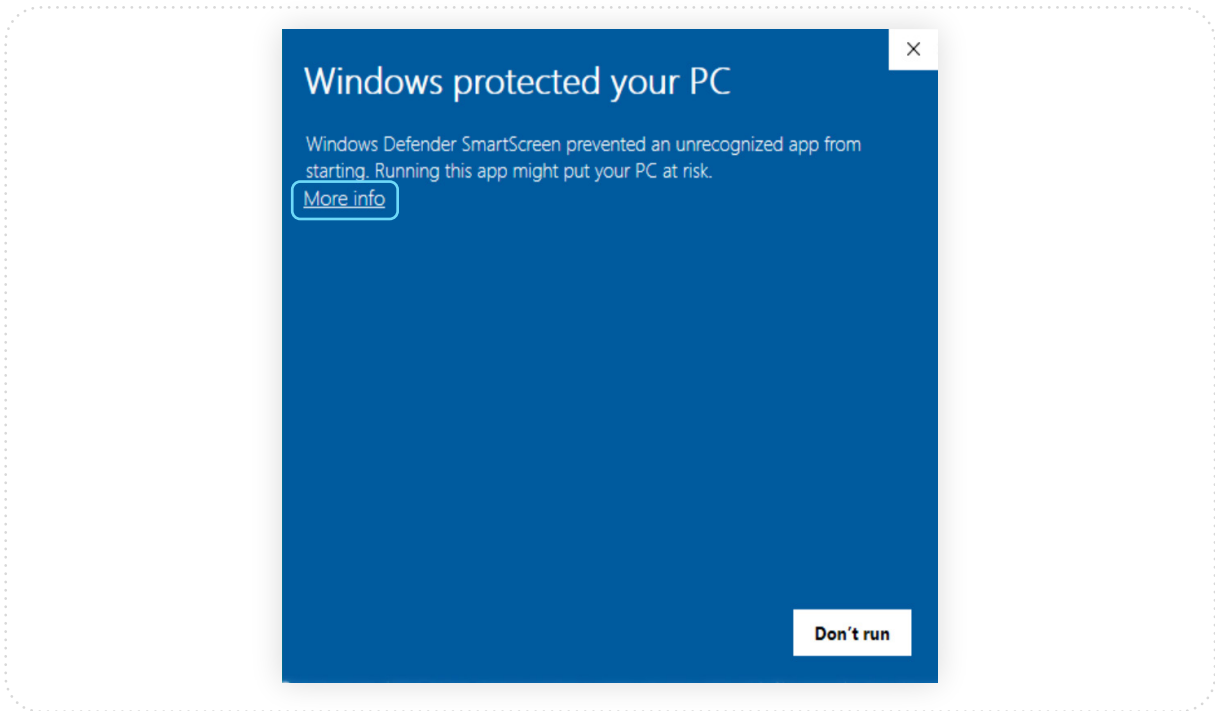 Windows protected your PC
Windows Defender SmartScreen prevented an unrecognized app from
starting. Running this app might put your PC at risk.
More info
Don't run